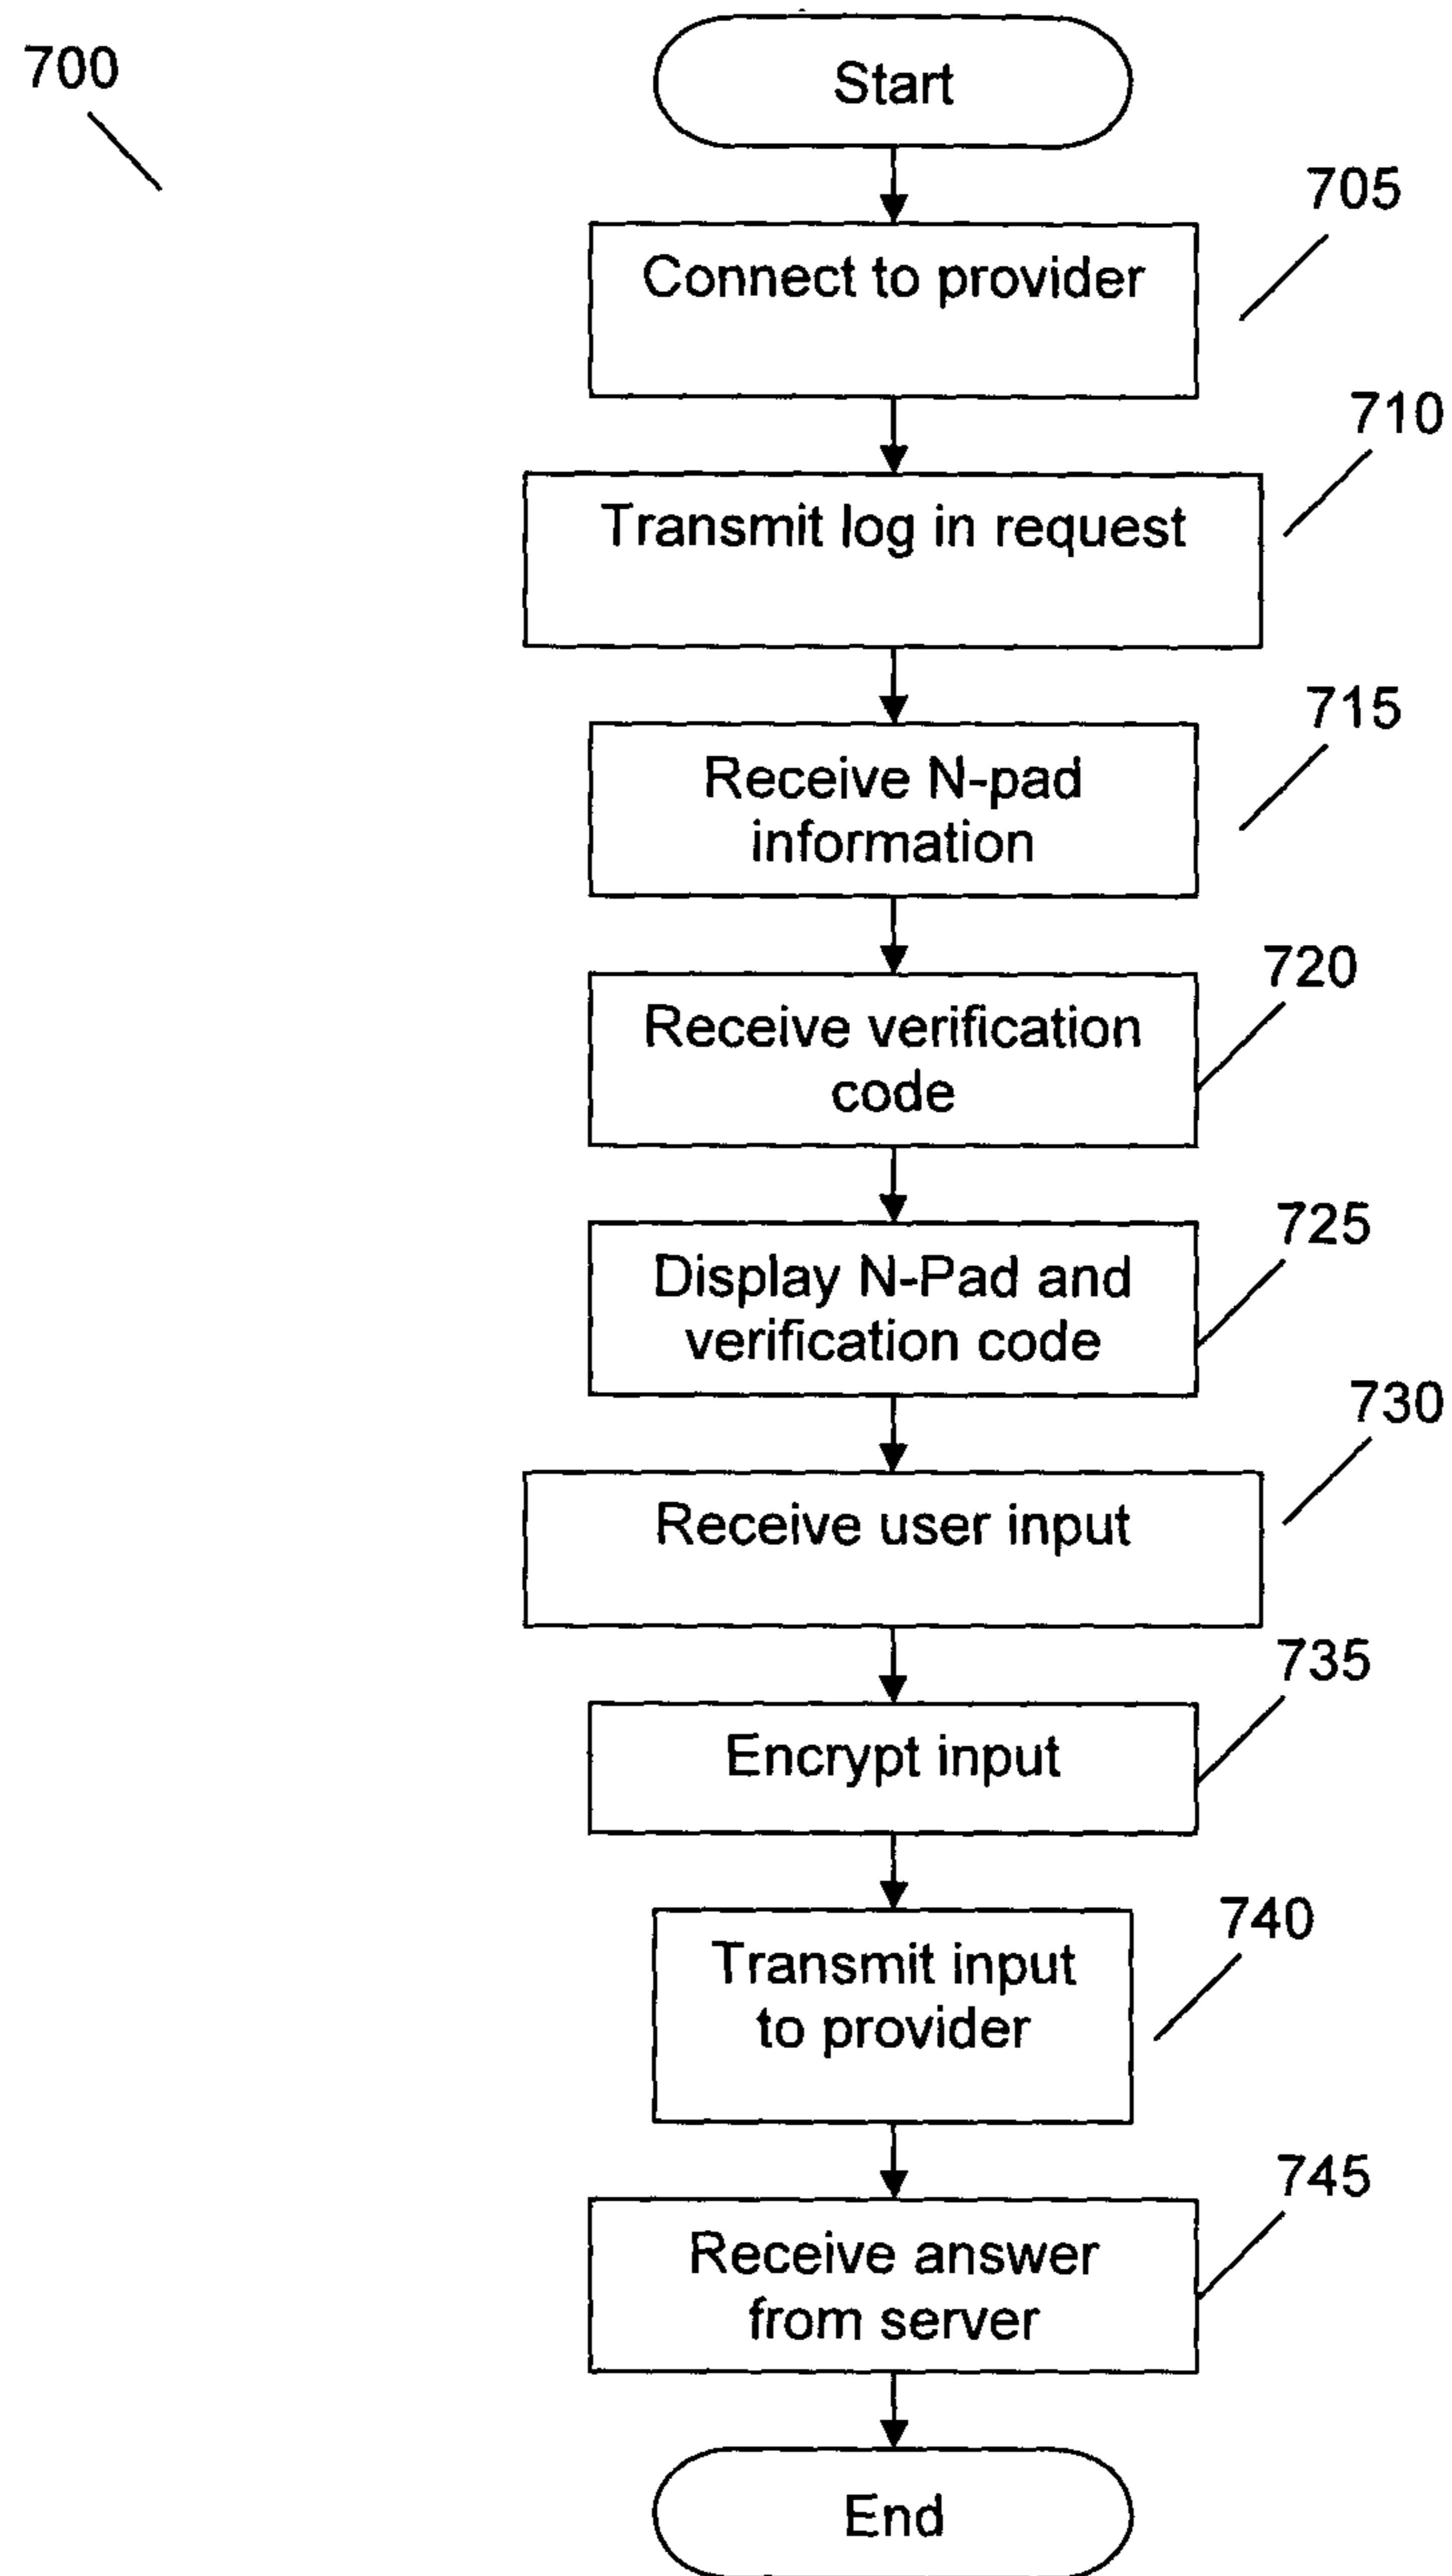 700
Start
705
Connect to provider
710
Transmit log in request
715
Receive N-pad
information
720
Receive verification
code
725
Display N-Pad and
verification code
730
Receive user input
735
Encrypt input
740
Transmit input
to provider
745
Receive answer
from server
End